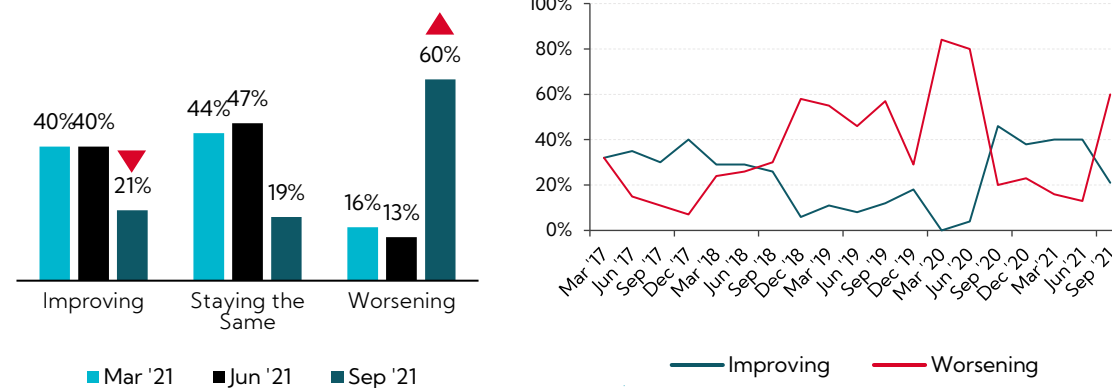 40%
40%
21%
44%
47%
19%
16%
13%
60%
Improving
Staying the
Same
Worsening
Mar '21
Jun '21
Sep '21
100%
80%
60%
40%
20%
0%
Mar '17
Jun '17
Sep '17
Dec '17
Mar '18
Jun '18
Sep '18
Dec '18
Mar '19
Jun '19
Sep '19
Dec '19
Mar '20
Jun '20
Sep '20
Dec '20
Mar '21
Jun '21
Sep '21
Improving
Worsening